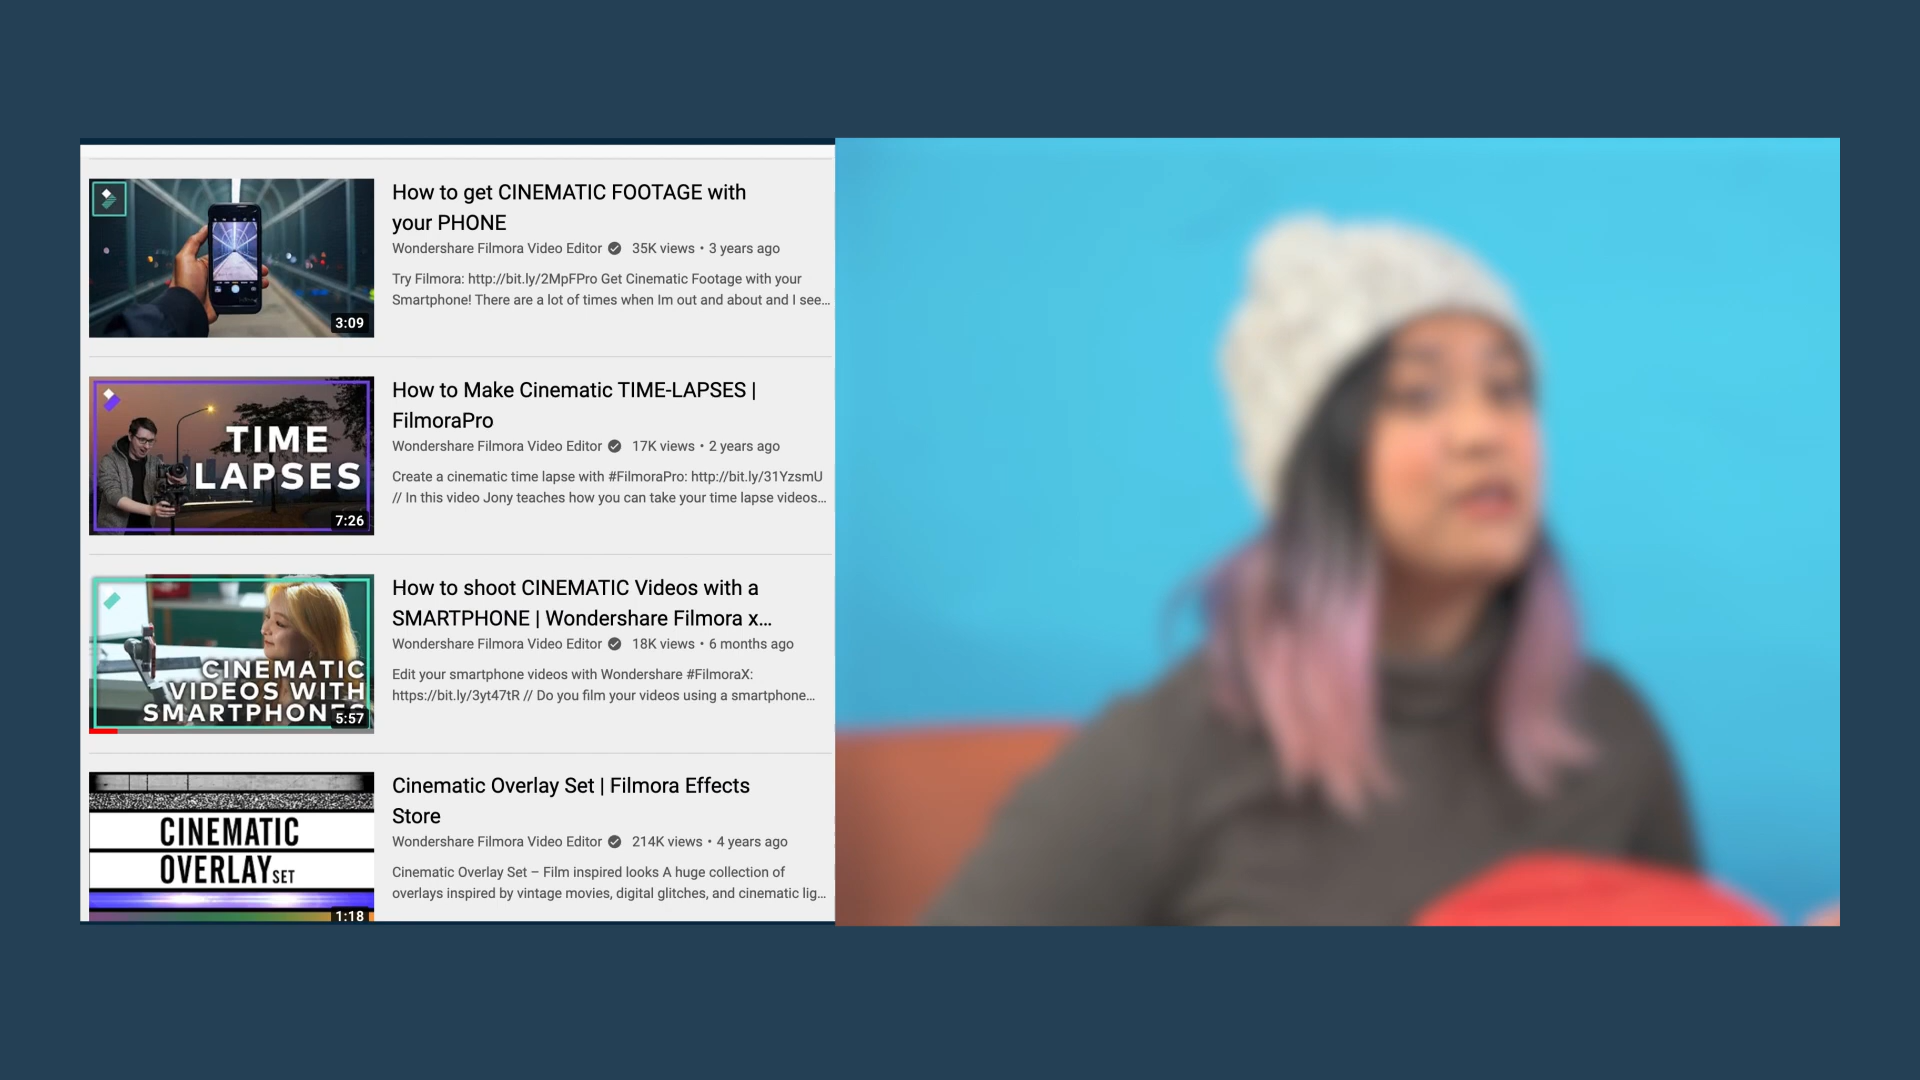 How to get CINEMATIC FOOTAGE with
your PHONE
Wondershare Filmora Video Editor 35K views • 3 years ago
Try Filmora: http://bit.ly/2MpFPro Get Cinematic Footage with your
Smartphone! There are a lot of times when Im out and about and I see...
3:09
TIME
LAPSES
7:26
How to Make Cinematic TIME-LAPSES |
FilmoraPro
Wondershare Filmora Video Editor 17K views • 2 years ago
Create a cinematic time lapse with #FilmoraPro: http://bit.ly/31YzsmU
// In this video Jony teaches how you can take your time lapse videos...
CINEMATIC
VIDEOS WITH
SMARTPHONES
5:57
How to shoot CINEMATIC Videos with a
SMARTPHONE | Wondershare Filmora x...
Wondershare Filmora Video Editor 18K views • 6 months ago
Edit your smartphone videos with Wondershare #FilmoraX:
https://bit.ly/3yt47tR // Do you film your videos using a smartphone...
CINEMATIC
OVERLAY SET
1:18
Cinematic Overlay Set | Filmora Effects
Store
Wondershare Filmora Video Editor 214K views • 4 years ago
Cinematic Overlay Set – Film inspired looks A huge collection of
overlays inspired by vintage movies, digital glitches, and cinematic lig...